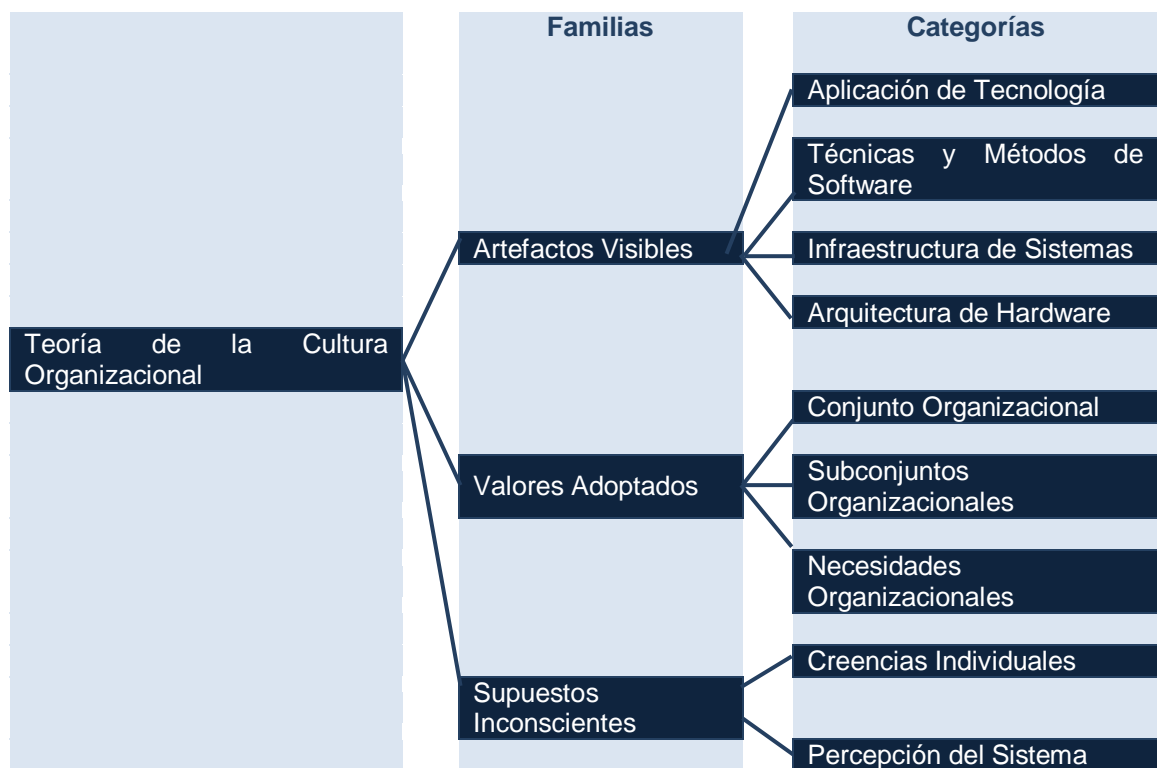 Familias
Categorías
Aplicación de Tecnología
Técnicas y Métodos de
Software
Artefactos Visibles
Infraestructura de Sistemas
Arquitectura de Hardware
Teoría de la Cultura
Organizacional
Conjunto Organizacional
Valores Adoptados
Subconjuntos
Organizacionales
Necesidades
Organizacionales
Creencias Individuales
Supuestos
Inconscientes
Percepción del Sistema